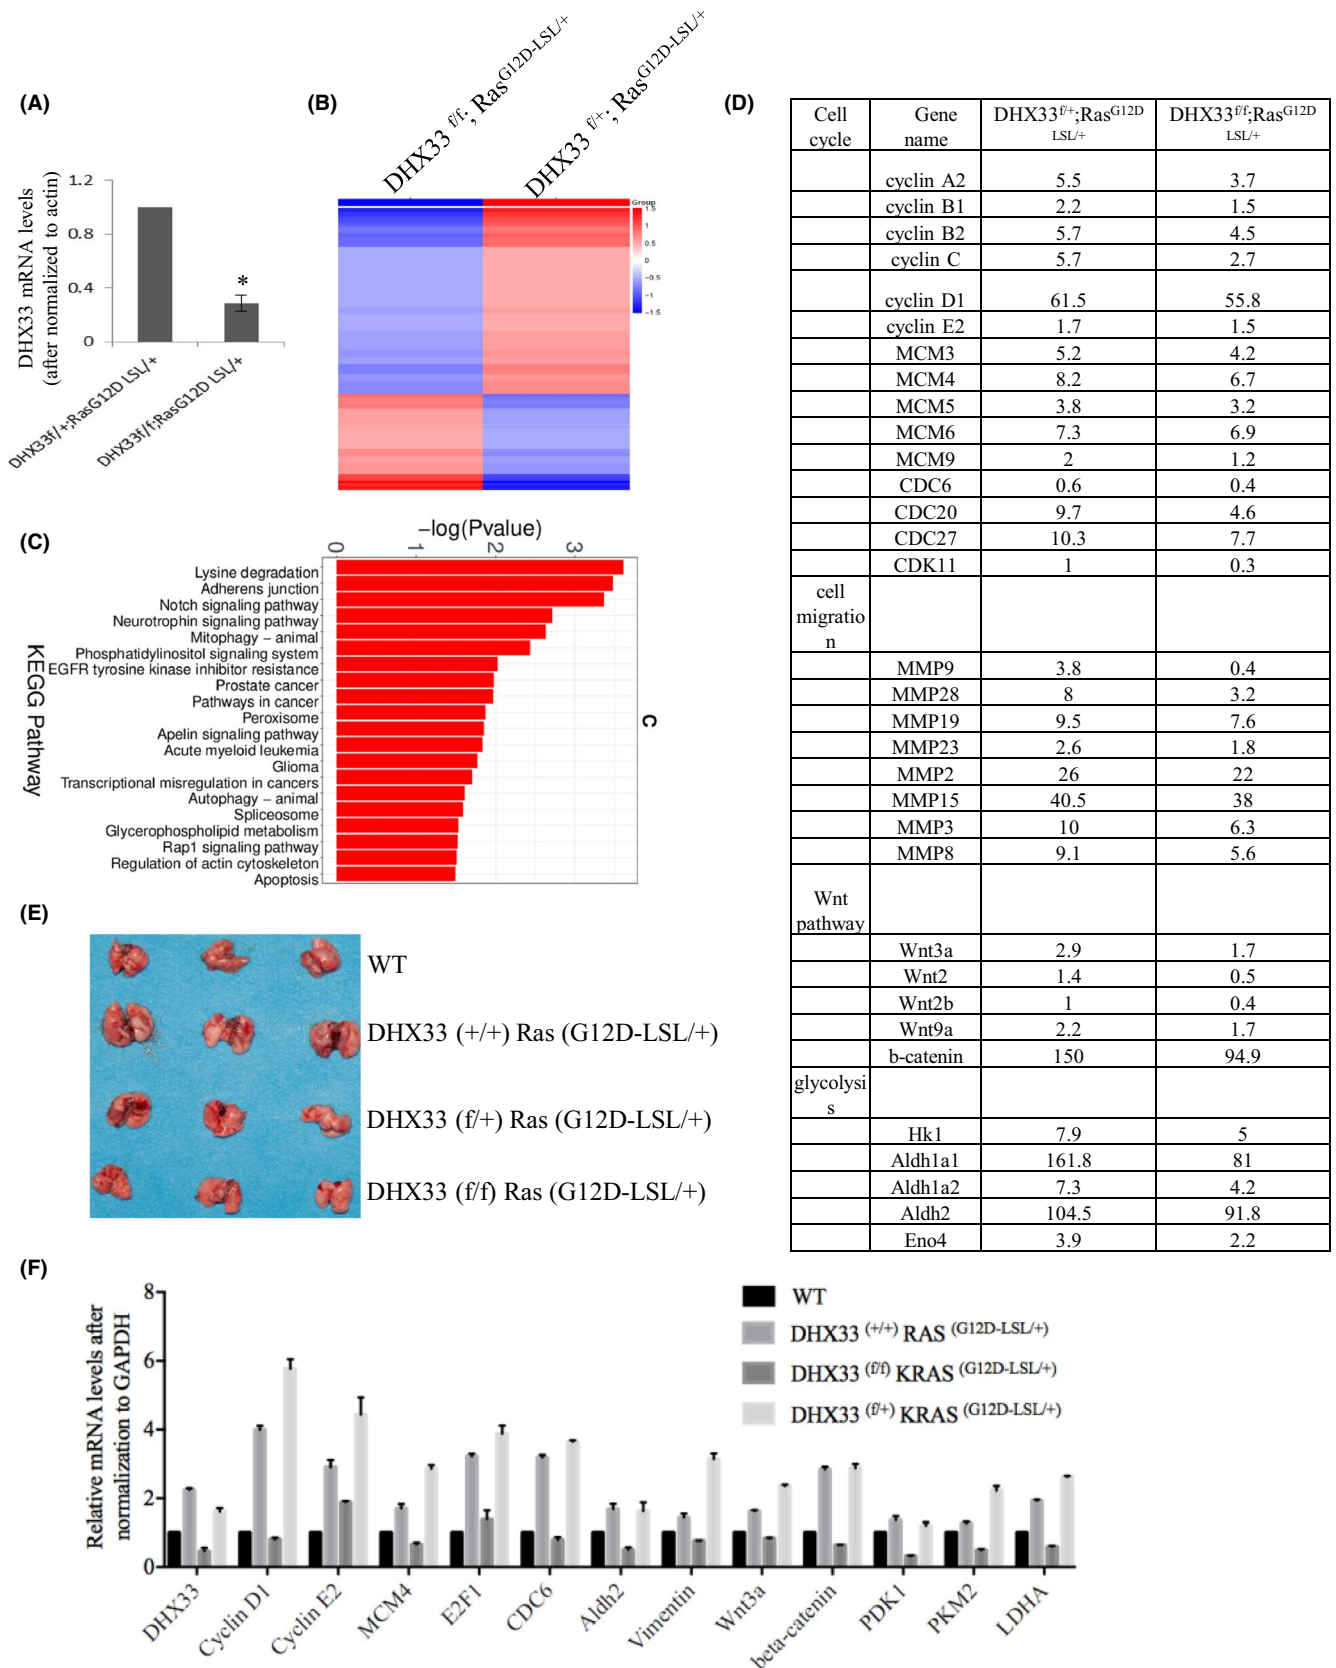 (A)
DHX33 mRNA levels
(after normalized to actin)
1.2
0.8
0.4
0
*
DHX33f/+;RasG12D LSL/+
DHX33f/f;RasG12D LSL/+
(B)
DHX33 f/f; RasG12D-LSL/+
DHX33 f/+; RasG12D-LSL/+
Group
1.5
1
0.5
0
−0.5
−1
−1.5
(C)
−log(Pvalue)
0
1
2
3
KEGG Pathway
Lysine degradation
Adherens junction
Notch signaling pathway
Neurotrophin signaling pathway
Mitophagy − animal
Phosphatidylinositol signaling system
EGFR tyrosine kinase inhibitor resistance
Prostate cancer
Pathways in cancer
Peroxisome
Apelin signaling pathway
Acute myeloid leukemia
Glioma
Transcriptional misregulation in cancers
Autophagy − animal
Spliceosome
Glycerophospholipid metabolism
Rap1 signaling pathway
Regulation of actin cytoskeleton
Apoptosis
C
(D)
Cell cycle Gene name DHX33f/+;RasG12D LSL/+ DHX33f/f;RasG12D LSL/+
cyclin A2 5.5 3.7
cyclin B1 2.2 1.5
cyclin B2 5.7 4.5
cyclin C 5.7 2.7
cyclin D1 61.5 55.8
cyclin E2 1.7 1.5
MCM3 5.2 4.2
MCM4 8.2 6.7
MCM5 3.8 3.2
MCM6 7.3 6.9
MCM9 2 1.2
CDC6 0.6 0.4
CDC20 9.7 4.6
CDC27 10.3 7.7
CDK11 1 0.3
cell
migratio
n
MMP9 3.8 0.4
MMP28 8 3.2
MMP19 9.5 7.6
MMP23 2.6 1.8
MMP2 26 22
MMP15 40.5 38
MMP3 10 6.3
MMP8 9.1 5.6
Wnt
pathway
Wnt3a 2.9 1.7
Wnt2 1.4 0.5
Wnt2b 1 0.4
Wnt9a 2.2 1.7
b-catenin 150 94.9
glycolysi
s
Hk1 7.9 5
Aldh1a1 161.8 81
Aldh1a2 7.3 4.2
Aldh2 104.5 91.8
Eno4 3.9 2.2
(E)
WT
DHX33 (+/+) Ras (G12D-LSL/+)
DHX33 (f/+) Ras (G12D-LSL/+)
DHX33 (f/f) Ras (G12D-LSL/+)
(F)
Relative mRNA levels after
normalization to GAPDH
8
6
4
2
0
WT
DHX33 (+/+) RAS (G12D-LSL/+)
DHX33 (f/f) KRAS (G12D-LSL/+)
DHX33 (f/+) KRAS (G12D-LSL/+)
DHX33
Cyclin D1
Cyclin E2
MCM4
E2F1
CDC6
Aldh2
Vimentin
Wnt3a
beta-catenin
PDK1
PKM2
LDHA